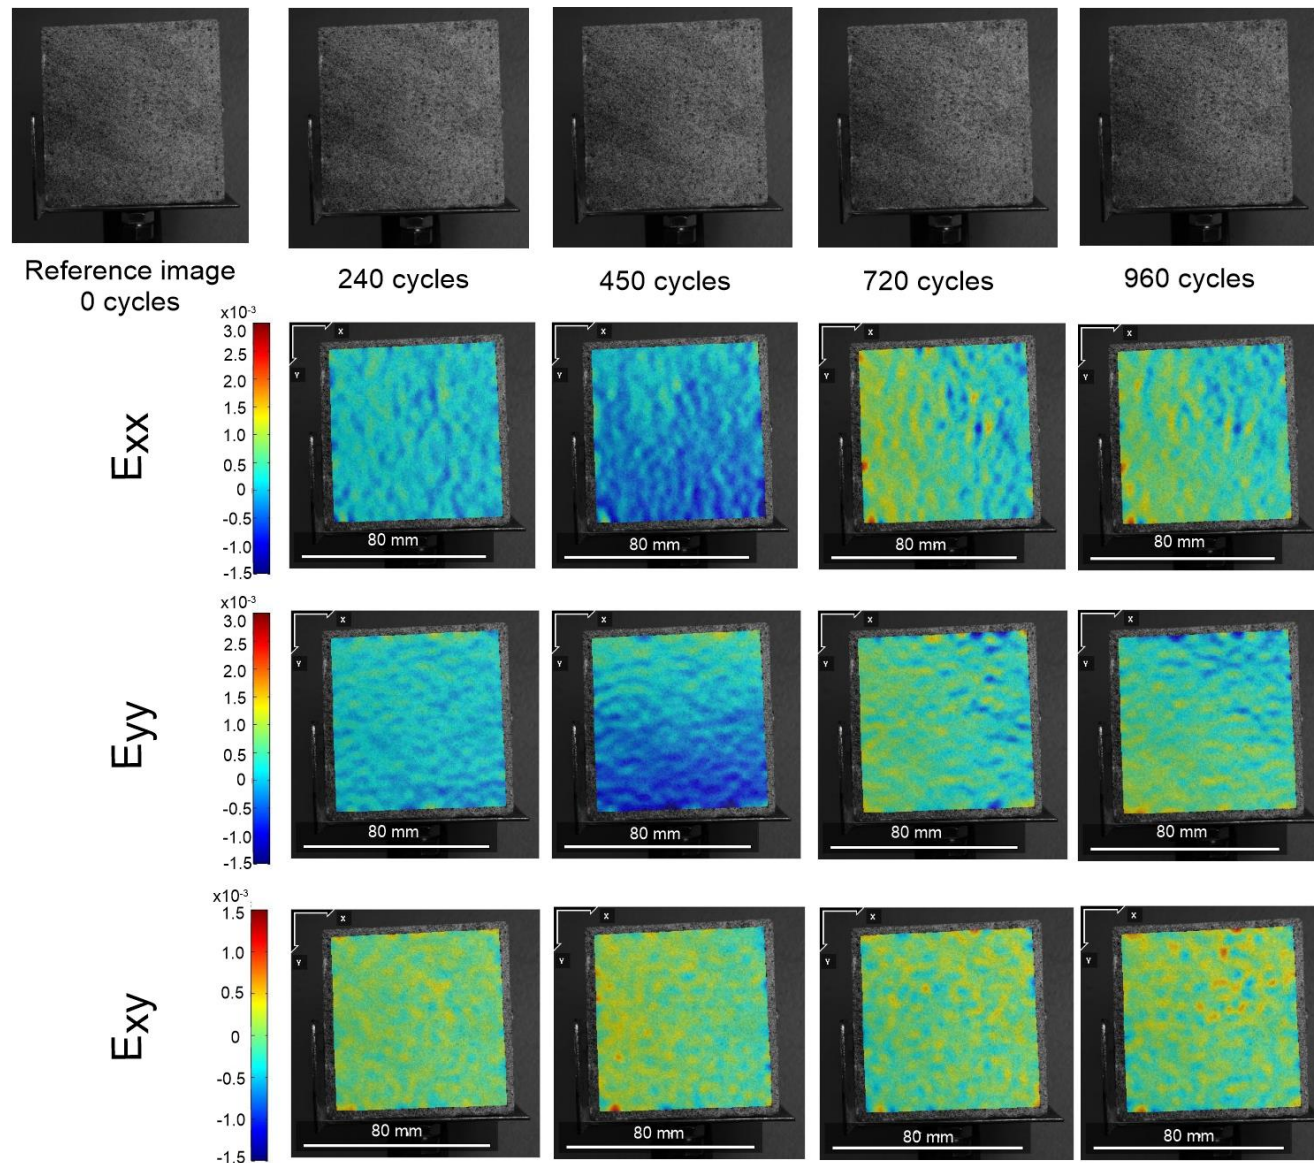 Reference image
0 cycles
240 cycles
450 cycles
720 cycles
960 cycles
Exx
x10⁻³
3.0
2.5
2.0
1.5
1.0
0.5
0
-0.5
-1.0
-1.5
X
Y
80 mm
X
Y
80 mm
X
Y
80 mm
X
Y
80 mm
Eyy
x10⁻³
3.0
2.5
2.0
1.5
1.0
0.5
0
-0.5
-1.0
-1.5
X
Y
80 mm
X
Y
80 mm
X
Y
80 mm
X
Y
80 mm
Exy
x10⁻³
1.5
1.0
0.5
0
-0.5
-1.0
-1.5
X
Y
80 mm
X
Y
80 mm
X
Y
80 mm
X
Y
80 mm